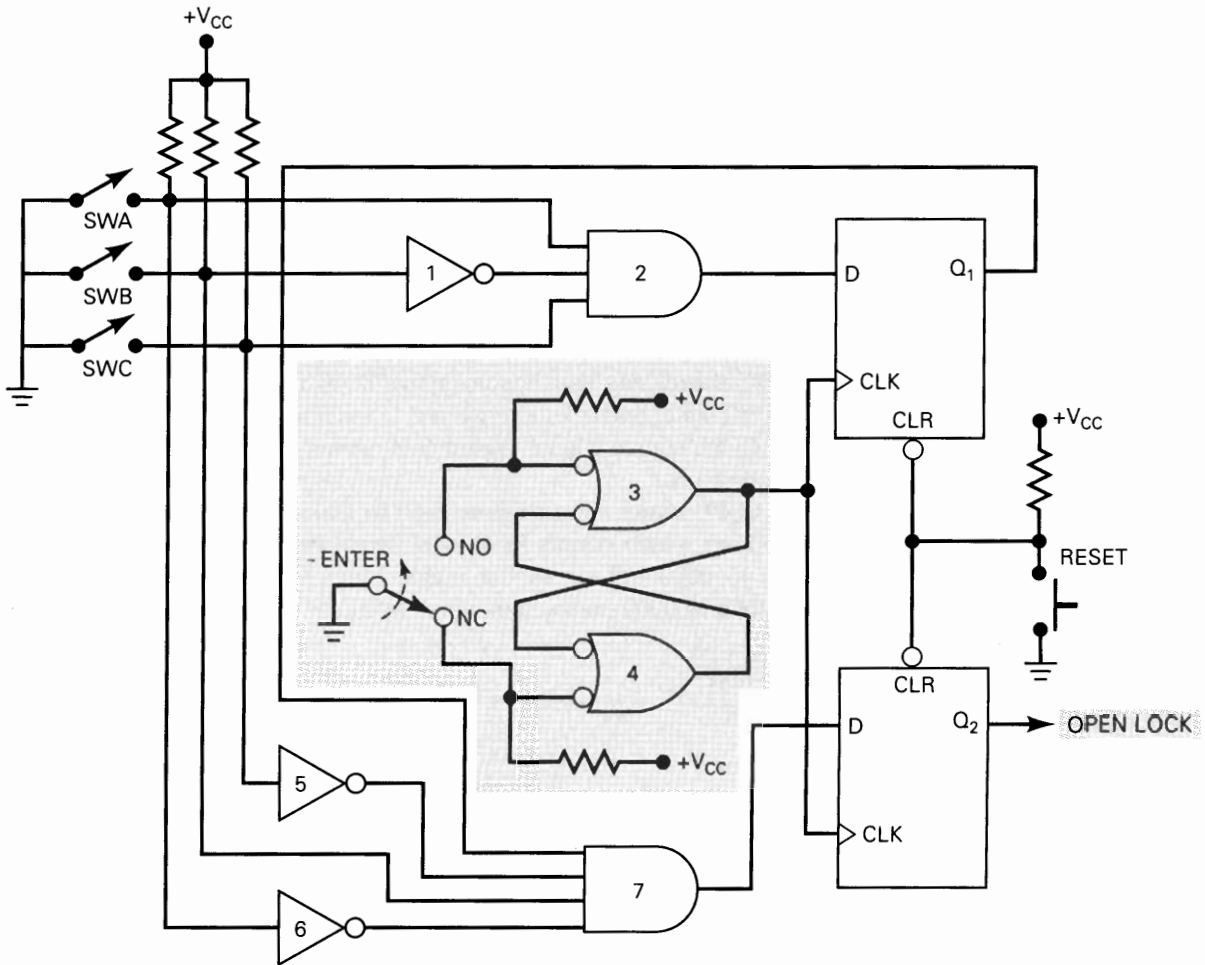 +VCC
SWA
SWB
SWC
1
2
D
Q1
CLK
CLR
+VCC
3
NO
ENTER
NC
4
+VCC
+VCC
RESET
CLR
D
Q2
OPEN LOCK
CLK
5
6
7